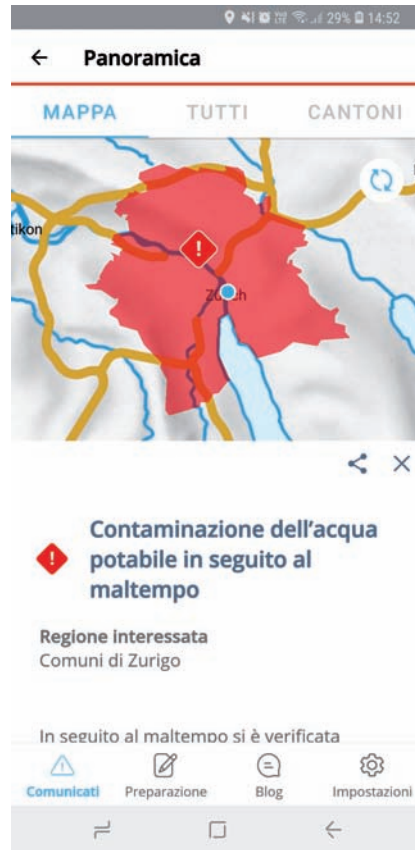 29% 14:52
Panoramica
MAPPA TUTTI CANTONI
tikon
Contaminazione dell’acqua
potabile in seguito al
maltempo
Regione interessata
Comuni di Zurigo
In seguito al maltempo si è verificata
Comunicati Preparazione Blog Impostazioni